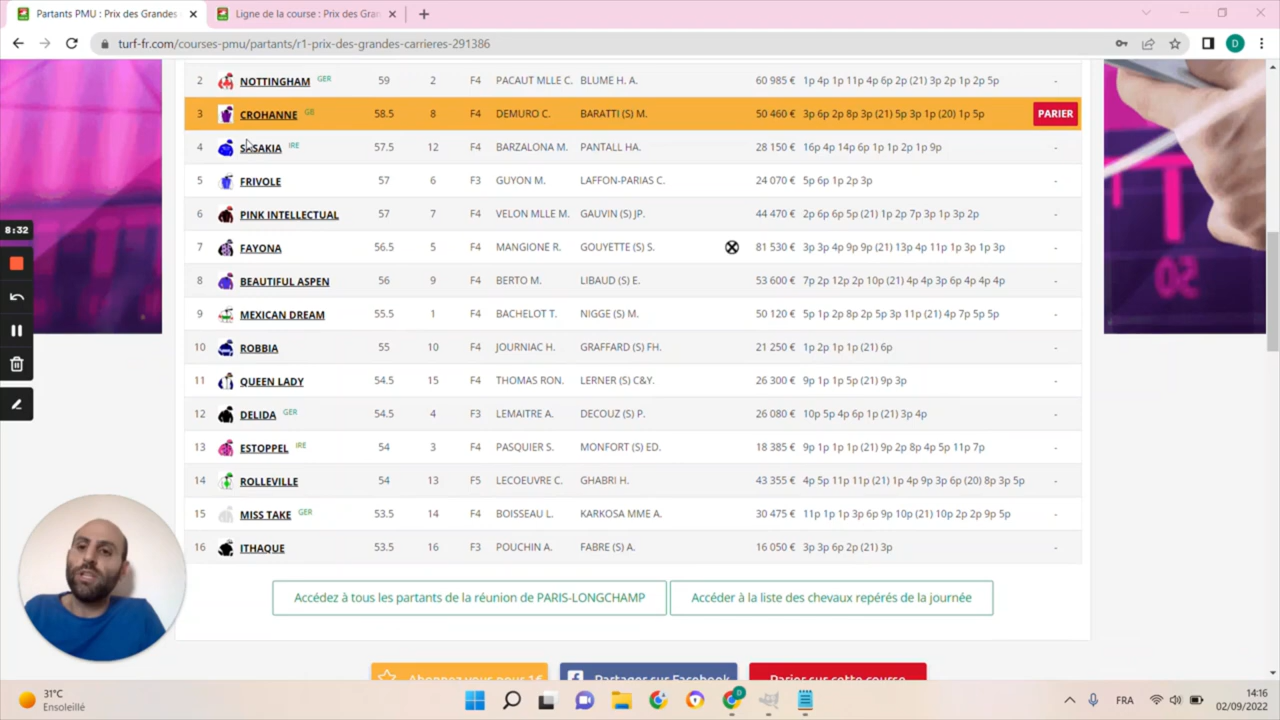 Partants PMU : Prix des Grandes
Ligne de la course : Prix des Gran
turf-fr.com/courses-pmu/partants/r1-prix-des-grandes-carrieres-291386
D
2 NOTTINGHAM GER 59 2 F4 PACAUT MLLE C. BLUME H. A. 60 985 € 1p 4p 1p 11p 4p 6p 2p (21) 3p 2p 1p 2p 5p -
3 CROHANNE GB 58.5 8 F4 DEMURO C. BARATTI (S) M. 50 460 € 3p 6p 2p 8p 3p (21) 5p 3p 1p (20) 1p 5p PARIER
4 SISAKIA IRE 57.5 12 F4 BARZALONA M. PANTALL HA. 28 150 € 16p 4p 14p 6p 1p 1p 2p 1p 9p -
5 FRIVOLE 57 6 F3 GUYON M. LAFFON-PARIAS C. 24 070 € 5p 6p 1p 2p 3p -
6 PINK INTELLECTUAL 57 7 F4 VELON MLLE M. GAUVIN (S) JP. 44 470 € 2p 6p 6p 5p (21) 1p 2p 7p 3p 1p 3p 2p -
7 FAYONA 56.5 5 F4 MANGIONE R. GOUYETTE (S) S. 81 530 € 3p 3p 4p 9p 9p (21) 13p 4p 11p 1p 3p 1p 3p -
8 BEAUTIFUL ASPEN 56 9 F4 BERTO M. LIBAUD (S) E. 53 600 € 7p 2p 12p 2p 10p (21) 4p 4p 3p 6p 4p 4p 4p -
9 MEXICAN DREAM 55.5 1 F4 BACHELOT T. NIGGE (S) M. 50 120 € 5p 1p 2p 8p 2p 5p 3p 11p (21) 4p 7p 5p 5p -
10 ROBBIA 55 10 F4 JOURNIAC H. GRAFFARD (S) FH. 21 250 € 1p 2p 1p 1p (21) 6p -
11 QUEEN LADY 54.5 15 F4 THOMAS RON. LERNER (S) C&Y. 26 300 € 9p 1p 1p 5p (21) 9p 3p -
12 DELIDA GER 54.5 4 F3 LEMAITRE A. DECOUZ (S) P. 26 080 € 10p 5p 4p 6p 1p (21) 3p 4p -
13 ESTOPPEL IRE 54 3 F4 PASQUIER S. MONFORT (S) ED. 18 385 € 9p 1p 1p 1p (21) 9p 2p 8p 4p 5p 11p 7p -
14 ROLLEVILLE 54 13 F5 LECOEUVRE C. GHABRI H. 43 355 € 4p 5p 11p 11p (21) 1p 4p 9p 3p 6p (20) 8p 3p 5p -
15 MISS TAKE GER 53.5 14 F4 BOISSEAU L. KARKOSA MME A. 30 475 € 11p 1p 1p 3p 6p 9p 10p (21) 10p 2p 2p 9p 5p -
16 ITHAQUE 53.5 16 F3 POUCHIN A. FABRE (S) A. 16 050 € 3p 3p 6p 2p (21) 3p -
8:32
Accédez à tous les partants de la réunion de PARIS-LONGCHAMP
Accéder à la liste des chevaux repérés de la journée
Abonnez vous pour 1€
Partagez sur Facebook
Parier sur cette course
31°C
Ensoleillé
FRA
14:16
02/09/2022